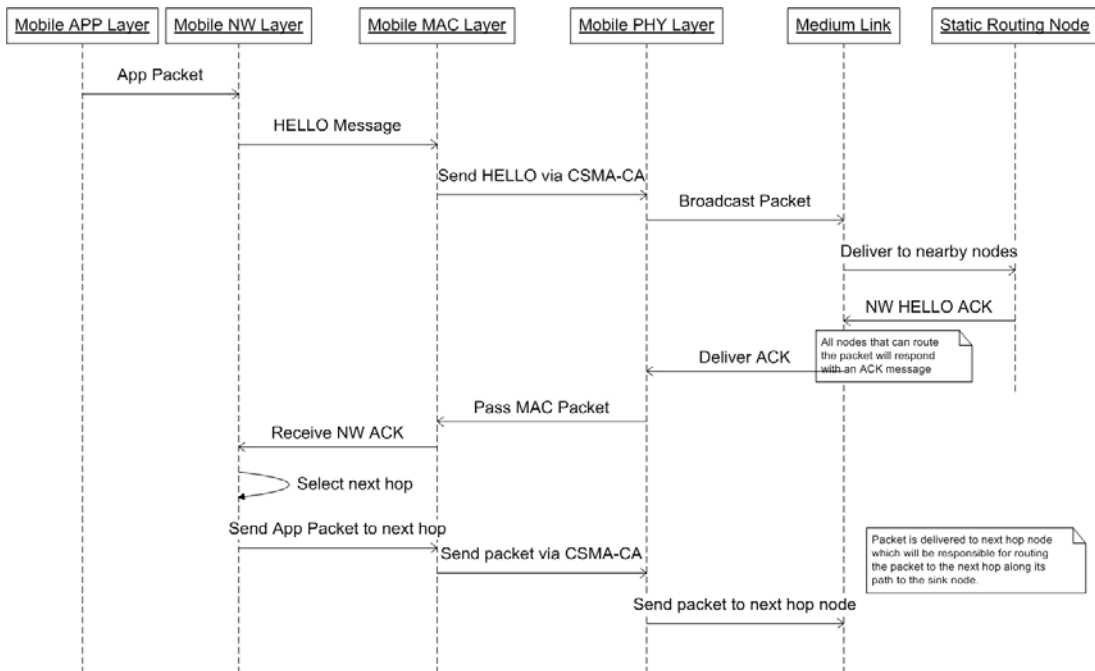 Mobile APP Layer
Mobile NW Layer
Mobile MAC Layer
Mobile PHY Layer
Medium Link
Static Routing Node
App Packet
HELLO Message
Send HELLO via CSMA-CA
Broadcast Packet
Deliver to nearby nodes
NW HELLO ACK
All nodes that can route
the packet will respond
with an ACK message
Deliver ACK
Pass MAC Packet
Receive NW ACK
Select next hop
Send App Packet to next hop
Send packet via CSMA-CA
Packet is delivered to next hop node
which will be responsible for routing
the packet to the next hop along its
path to the sink node.
Send packet to next hop node